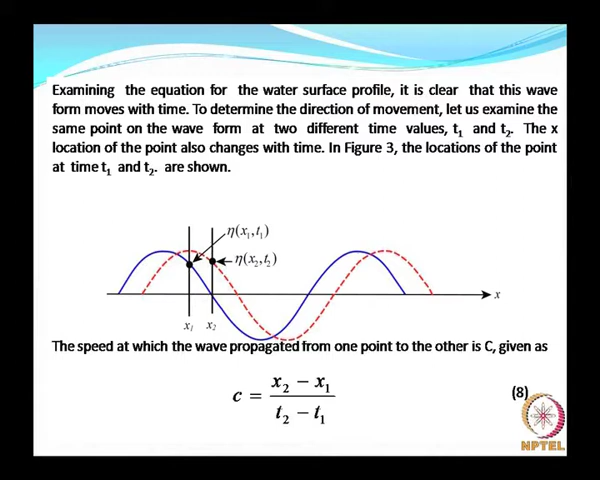 Examining the equation for the water surface profile, it is clear that this wave
form moves with time. To determine the direction of movement, let us examine the
same point on the wave form at two different time values, t₁ and t₂. The x
location of the point also changes with time. In Figure 3, the locations of the point
at time t₁ and t₂. are shown.
η(x₁,t₁)
η(x₂,t₂)
x
x₁ x₂
The speed at which the wave propagated from one point to the other is C, given as
c = (x₂ − x₁) / (t₂ − t₁)
(8)
NPTEL